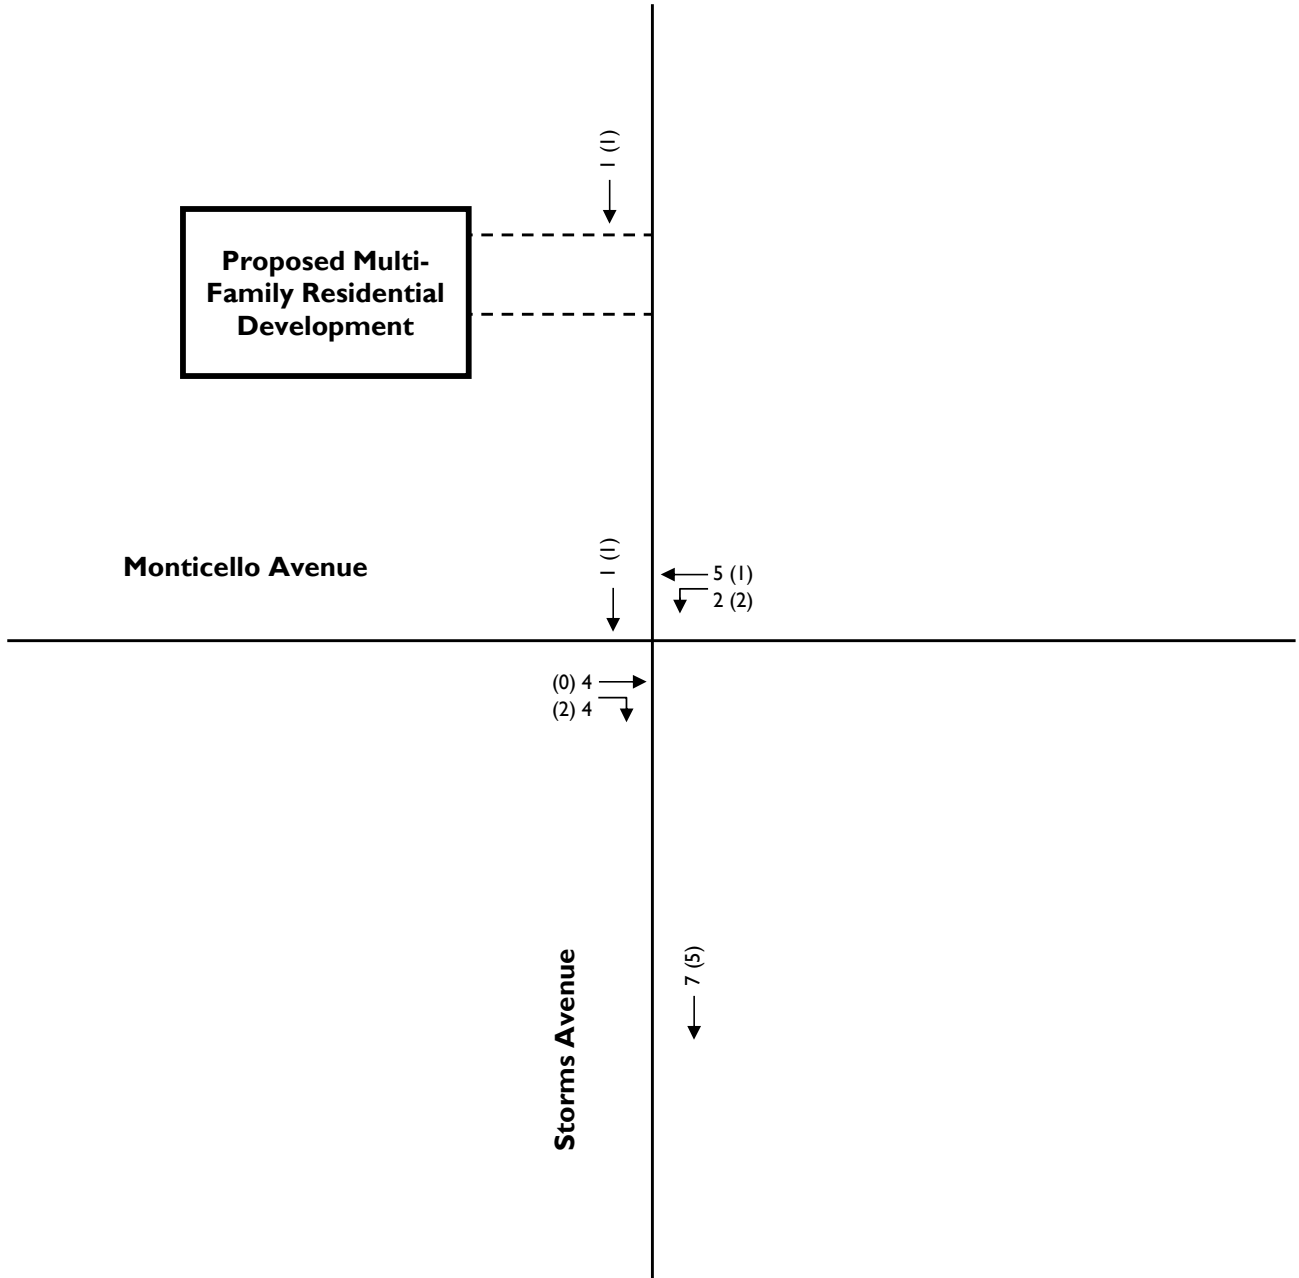 1 (1)
Proposed Multi-
Family Residential
Development
Monticello Avenue
1 (1)
5 (1)
2 (2)
(0) 4
(2) 4
Storms Avenue
7 (5)